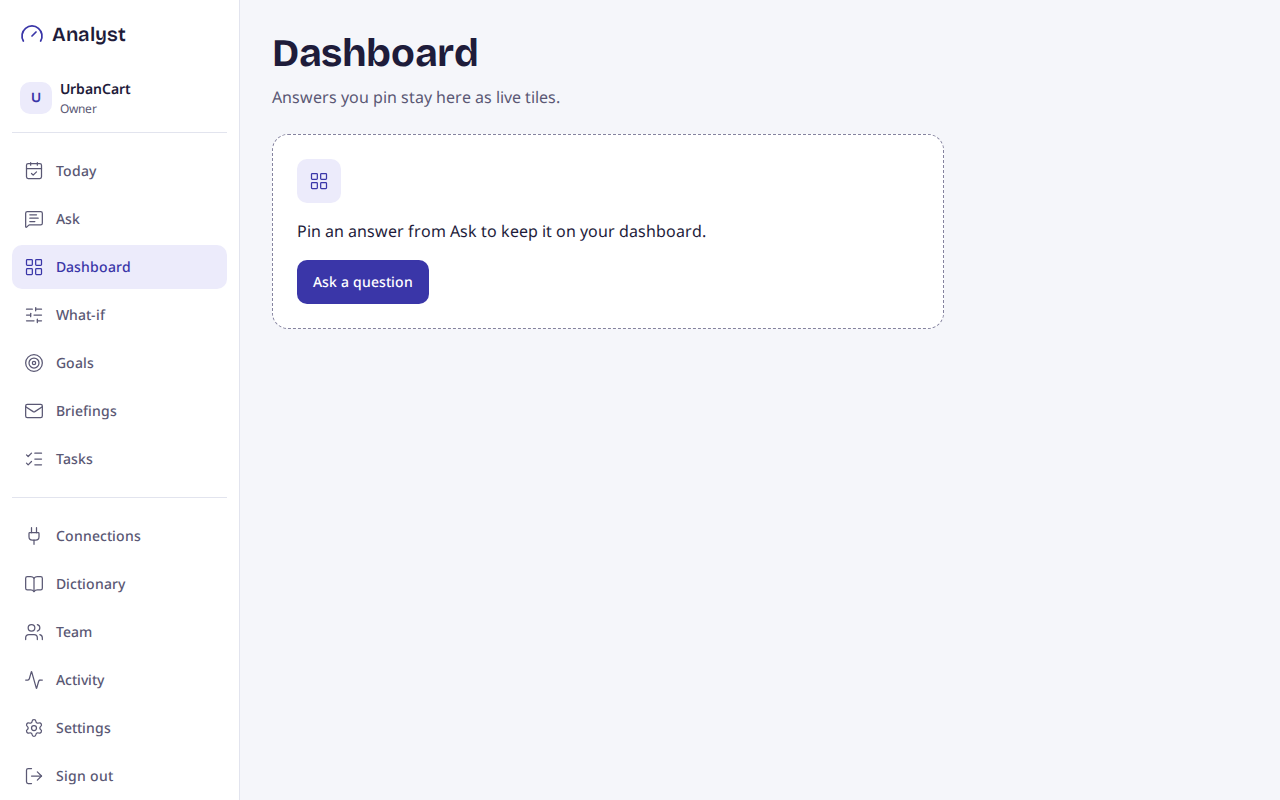 Analyst
U
UrbanCart
Owner
Today
Ask
Dashboard
What-if
Goals
Briefings
Tasks
Connections
Dictionary
Team
Activity
Settings
Sign out
Dashboard
Answers you pin stay here as live tiles.
Pin an answer from Ask to keep it on your dashboard.
Ask a question